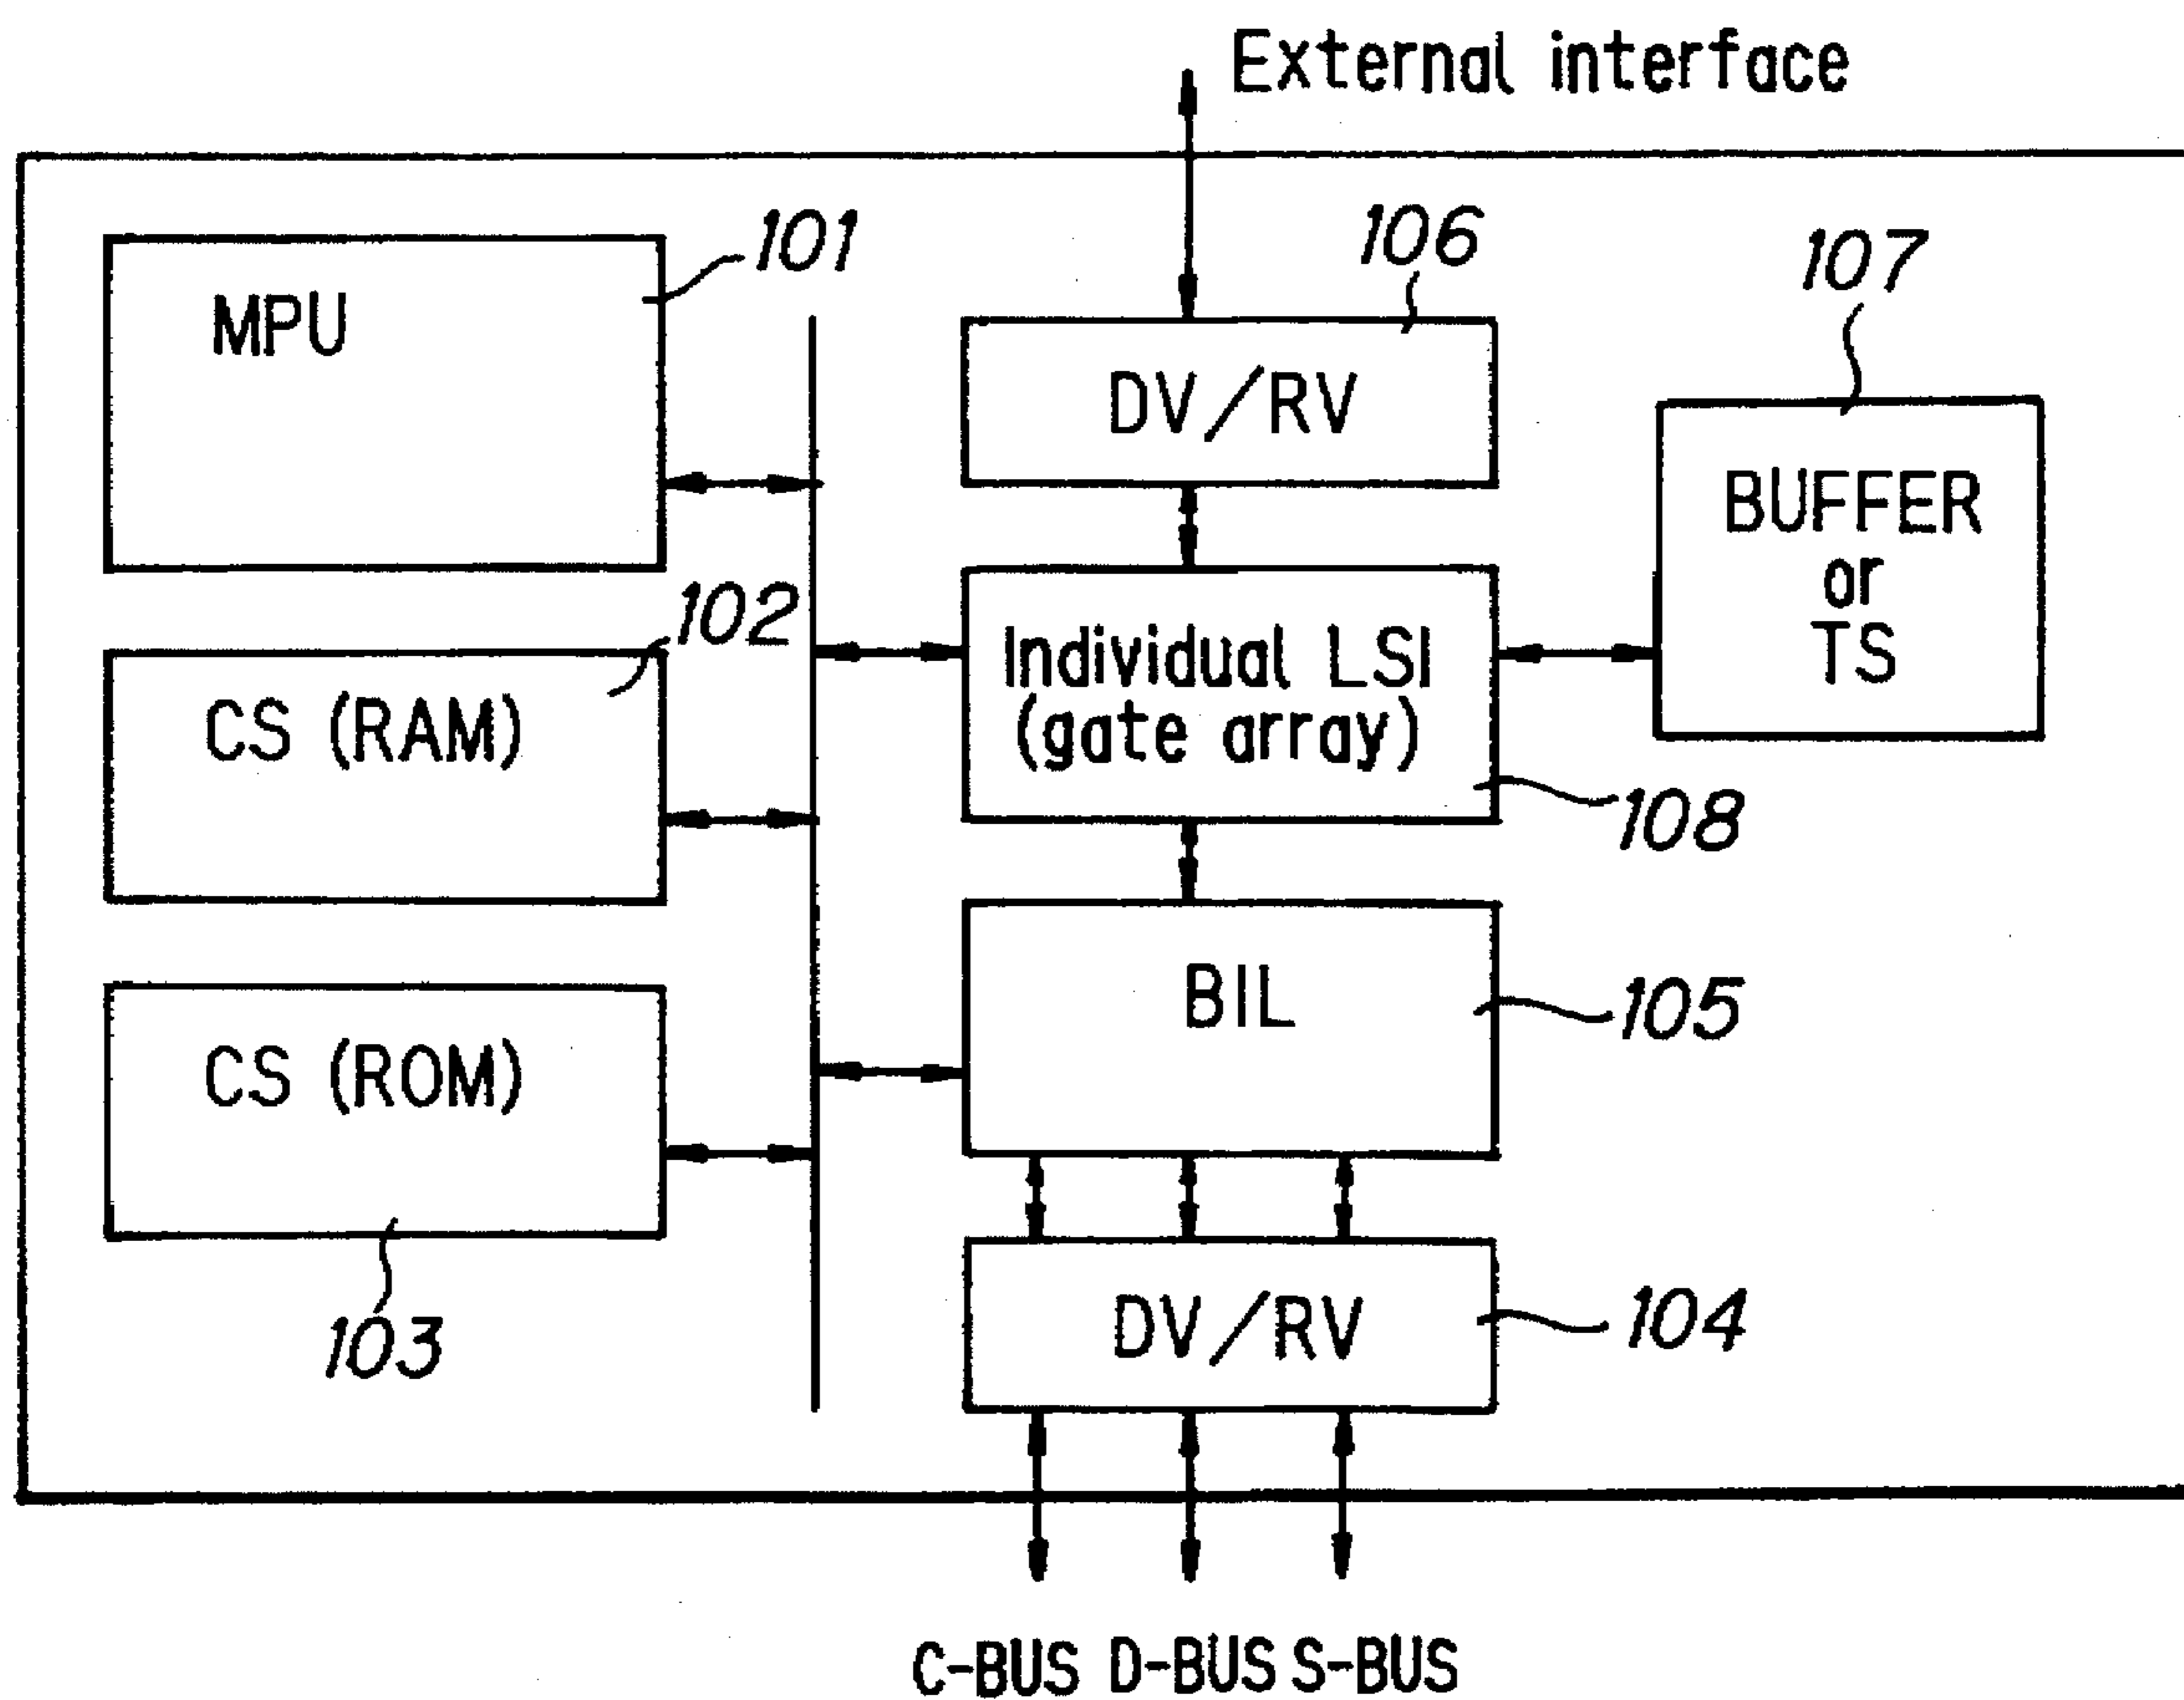 External interface
101
106
107
MPU
DV/RV
BUFFER
or
TS
102
Individual LSI
(gate array)
CS (RAM)
108
BIL
105
CS (ROM)
DV/RV
104
103
C-BUS D-BUS S-BUS